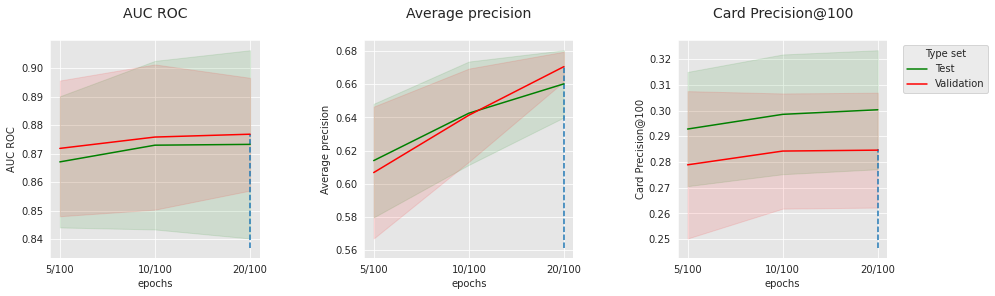 AUC ROC
Average precision
Card Precision@100
AUC ROC
0.90
0.89
0.88
0.87
0.86
0.85
0.84
5/100
10/100
20/100
epochs
Average precision
0.68
0.66
0.64
0.62
0.60
0.58
0.56
5/100
10/100
20/100
epochs
Card Precision@100
0.32
0.31
0.30
0.29
0.28
0.27
0.26
0.25
5/100
10/100
20/100
epochs
Type set
Test
Validation